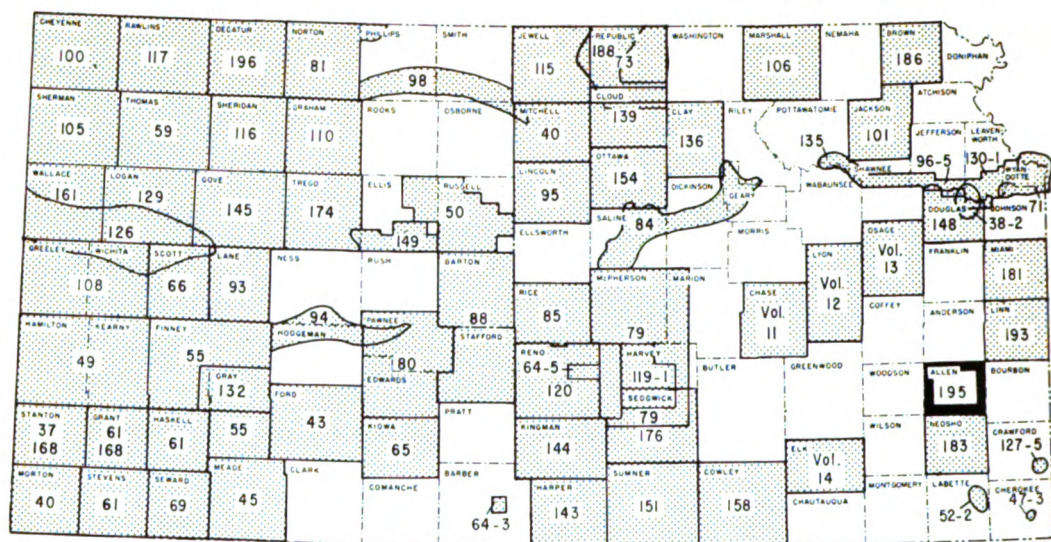 CHEYENNE RAWLINS DECATUR NORTON PHILLIPS SMITH JEWELL REPUBLIC WASHINGTON MARSHALL NEMAHA BROWN DONIPHAN
100 117 196 81 98 115 188 73 106 186
CLOUD ATCHISON
SHERMAN THOMAS SHERIDAN GRAHAM ROOKS OSBORNE MITCHELL 139 CLAY RILEY POTTAWATOMIE JACKSON
105 59 116 110 40 136 135 101 JEFFERSON LEAVENWORTH
OTTAWA 96-5 130-1
WALLACE LOGAN GOVE TREGO ELLIS RUSSELL LINCOLN 154 DICKINSON GEARY WABAUNSEE SHAWNEE WYANDOTTE
161 129 145 174 50 95 DOUGLAS JOHNSON 71
126 149 SALINE 84 148 38-2
GREELEY WICHITA SCOTT LANE NESS RUSH BARTON ELLSWORTH MORRIS OSAGE FRANKLIN MIAMI
108 66 93 88 LYON Vol. 13 181
RICE McPHERSON MARION CHASE Vol. 12 COFFEY
HAMILTON KEARNY FINNEY 94 PAWNEE STAFFORD 85 79 Vol. 11 ANDERSON LINN
49 55 HODGEMAN 80 193
GRAY RENO HARVEY BUTLER GREENWOOD WOODSON ALLEN BOURBON
132 FORD EDWARDS 64-5 119-1 195
STANTON GRANT HASKELL 55 43 KIOWA PRATT 120 SEDGWICK WILSON NEOSHO CRAWFORD
37 61 61 65 KINGMAN 79 ELK 183 127-5
168 168 144 176 Vol. 14
MORTON STEVENS SEWARD MEADE CLARK COMANCHE BARBER HARPER SUMNER COWLEY CHAUTAUQUA MONTGOMERY LABETTE CHEROKEE
40 61 69 45 64-3 143 151 158 52-2 47-3